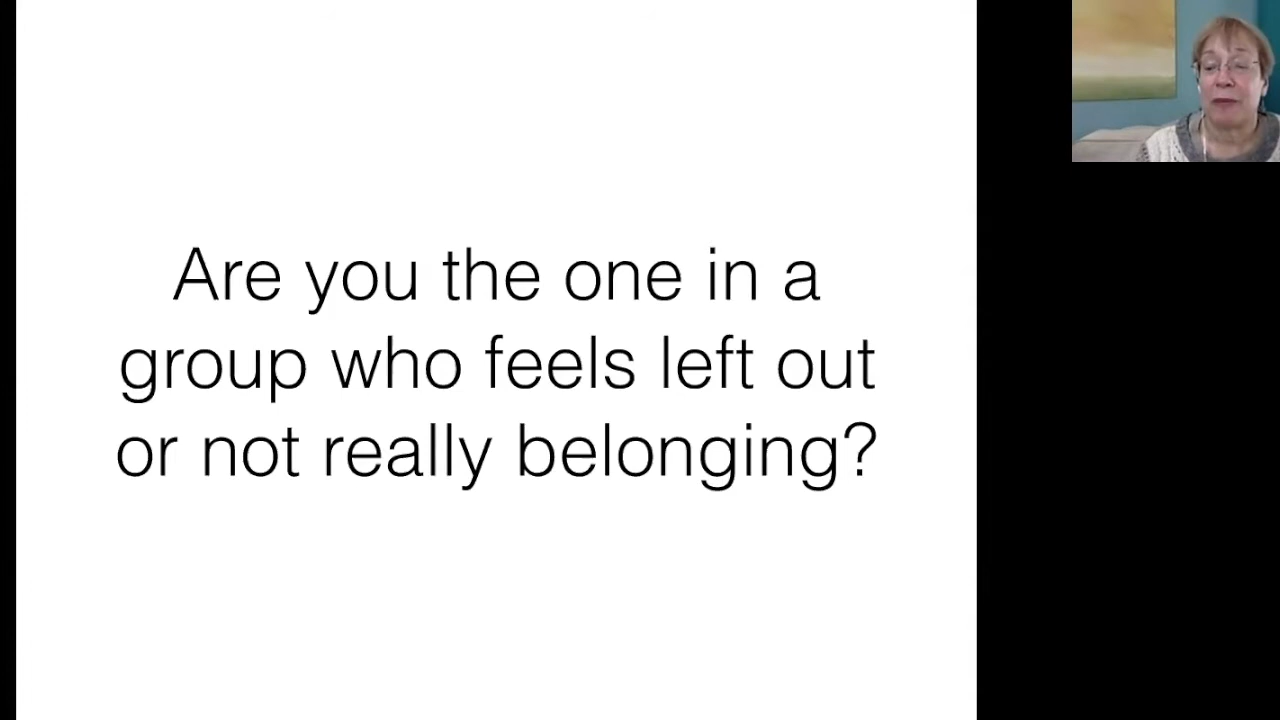 Are you the one in a
group who feels left out
or not really belonging?